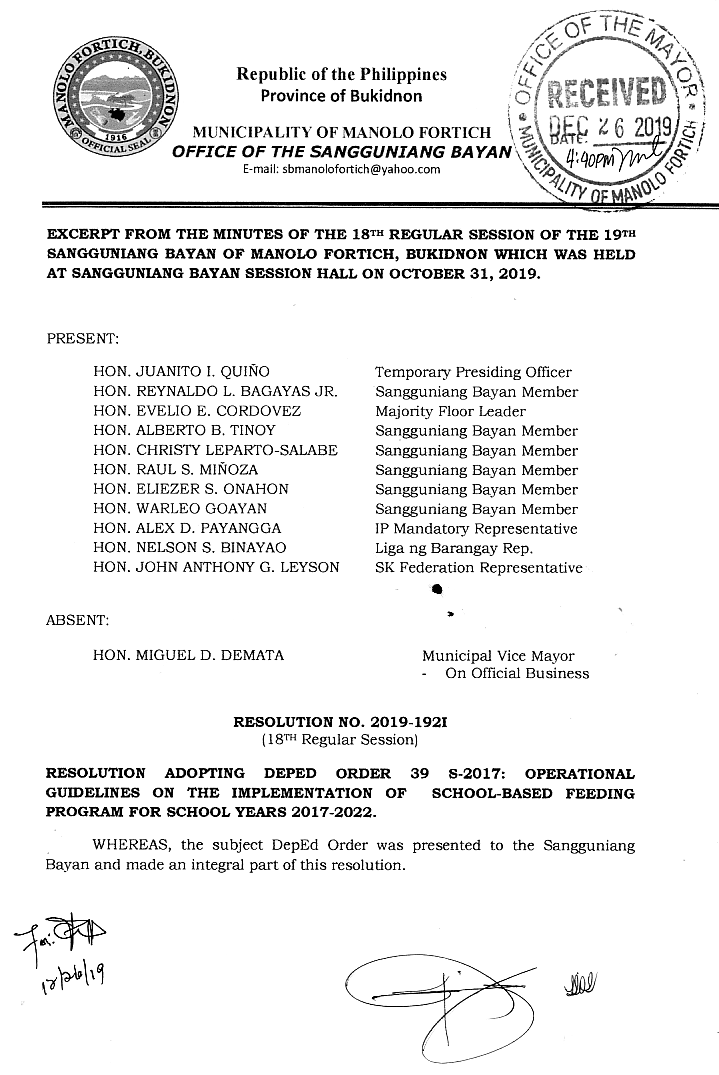 MANOLO FORTICH, BUKIDNON
1916
OFFICIAL SEAL
Republic of the Philippines
Province of Bukidnon
MUNICIPALITY OF MANOLO FORTICH
OFFICE OF THE SANGGUNIANG BAYAN
E-mail: sbmanolofortich@yahoo.com
OFFICE OF THE MAYOR
RECEIVED
DEC 26 2019
DATE:
4:40PM
MUNICIPALITY OF MANOLO FORTICH
EXCERPT FROM THE MINUTES OF THE 18TH REGULAR SESSION OF THE 19TH
SANGGUNIANG BAYAN OF MANOLO FORTICH, BUKIDNON WHICH WAS HELD
AT SANGGUNIANG BAYAN SESSION HALL ON OCTOBER 31, 2019.
PRESENT:
HON. JUANITO I. QUIÑO Temporary Presiding Officer
HON. REYNALDO L. BAGAYAS JR. Sangguniang Bayan Member
HON. EVELIO E. CORDOVEZ Majority Floor Leader
HON. ALBERTO B. TINOY Sangguniang Bayan Member
HON. CHRISTY LEPARTO-SALABE Sangguniang Bayan Member
HON. RAUL S. MIÑOZA Sangguniang Bayan Member
HON. ELIEZER S. ONAHON Sangguniang Bayan Member
HON. WARLEO GOAYAN Sangguniang Bayan Member
HON. ALEX D. PAYANGGA IP Mandatory Representative
HON. NELSON S. BINAYAO Liga ng Barangay Rep.
HON. JOHN ANTHONY G. LEYSON SK Federation Representative
ABSENT:
HON. MIGUEL D. DEMATA Municipal Vice Mayor
- On Official Business
RESOLUTION NO. 2019-192I
(18TH Regular Session)
RESOLUTION ADOPTING DEPED ORDER 39 S-2017: OPERATIONAL
GUIDELINES ON THE IMPLEMENTATION OF SCHOOL-BASED FEEDING
PROGRAM FOR SCHOOL YEARS 2017-2022.
WHEREAS, the subject DepEd Order was presented to the Sangguniang
Bayan and made an integral part of this resolution.
For:
12/26/19